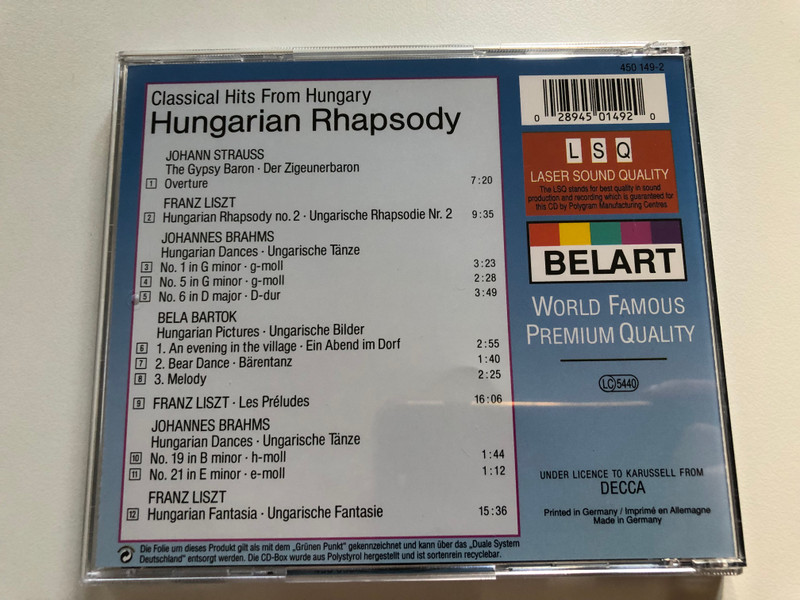 Classical Hits From Hungary
Hungarian Rhapsody
JOHANN STRAUSS
The Gypsy Baron · Der Zigeunerbaron
1 Overture 7:20
FRANZ LISZT
2 Hungarian Rhapsody no. 2 · Ungarische Rhapsodie Nr. 2 9:35
JOHANNES BRAHMS
Hungarian Dances · Ungarische Tänze
3 No. 1 in G minor · g-moll 3:23
4 No. 5 in G minor · g-moll 2:28
5 No. 6 in D major · D-dur 3:49
BELA BARTOK
Hungarian Pictures · Ungarische Bilder
6 1. An evening in the village · Ein Abend im Dorf 2:55
7 2. Bear Dance · Bärentanz 1:40
8 3. Melody 2:25
9 FRANZ LISZT · Les Préludes 16:06
JOHANNES BRAHMS
Hungarian Dances · Ungarische Tänze
10 No. 19 in B minor · h-moll 1:44
11 No. 21 in E minor · e-moll 1:12
FRANZ LISZT
12 Hungarian Fantasia · Ungarische Fantasie 15:36
Die Folie um dieses Produkt gilt als mit dem „Grünen Punkt" gekennzeichnet und kann über das „Duale System
Deutschland" entsorgt werden. Die CD-Box wurde aus Polystyrol hergestellt und ist sortenrein recyclebar.
450 149-2
0 28945 01492 0
LSQ
LASER SOUND QUALITY
The LSQ stands for best quality in sound
production and recording which is guaranteed for
this CD by Polygram Manufacturing Centres
BELART
WORLD FAMOUS
PREMIUM QUALITY
LC 5440
UNDER LICENCE TO KARUSSELL FROM
DECCA
Printed in Germany / Imprimé en Allemagne
Made in Germany